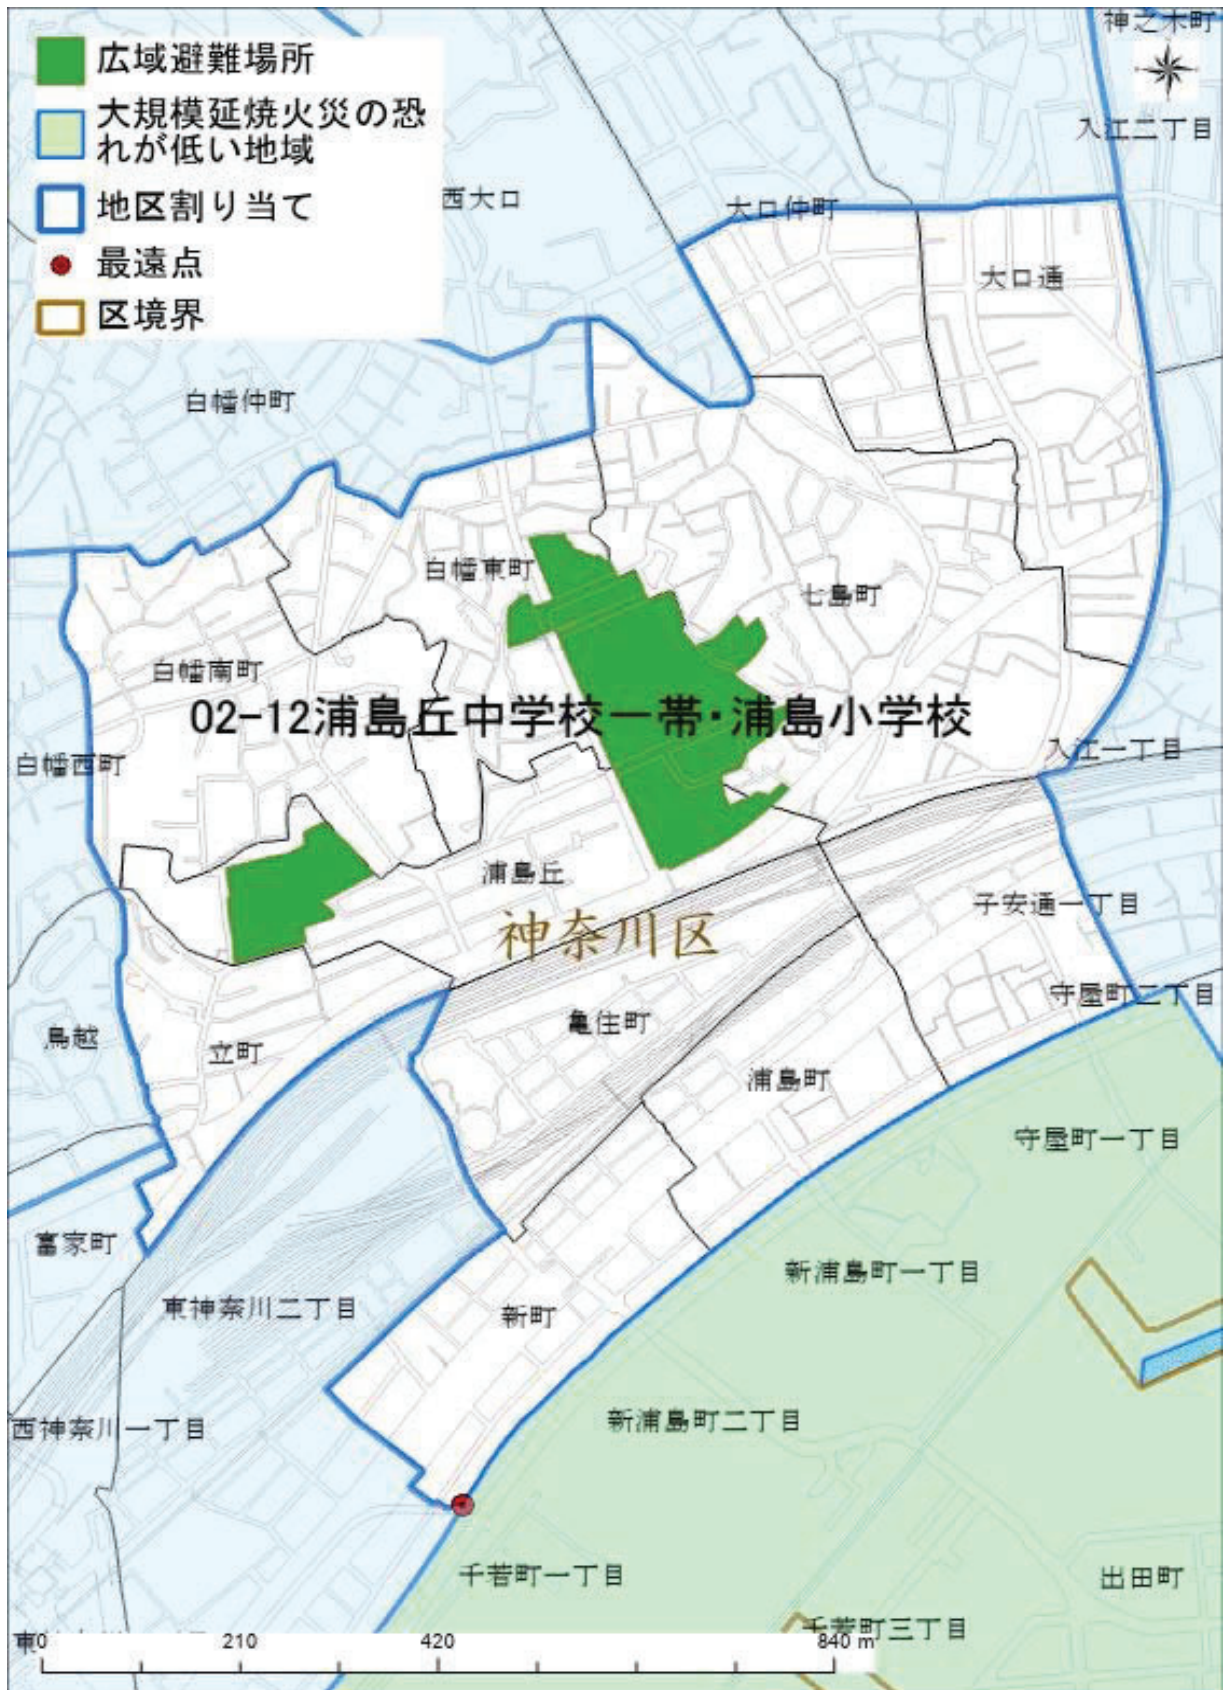 神之木町
広域避難場所
大規模延焼火災の恐
れが低い地域
入江二丁目
西大口
地区割り当て
大口仲町
最遠点
大口通
区境界
白幡仲町
白幡東町
七島町
白幡南町
02-12浦島丘中学校一帯・浦島小学校
入江一丁目
白幡西町
浦島丘
子安通一丁目
神奈川区
守屋町二丁目
亀住町
鳥越
立町
浦島町
守屋町一丁目
富家町
新浦島町一丁目
東神奈川二丁目
新町
新浦島町二丁目
西神奈川一丁目
千若町一丁目
出田町
千若町三丁目
東
0 210 420 840 m